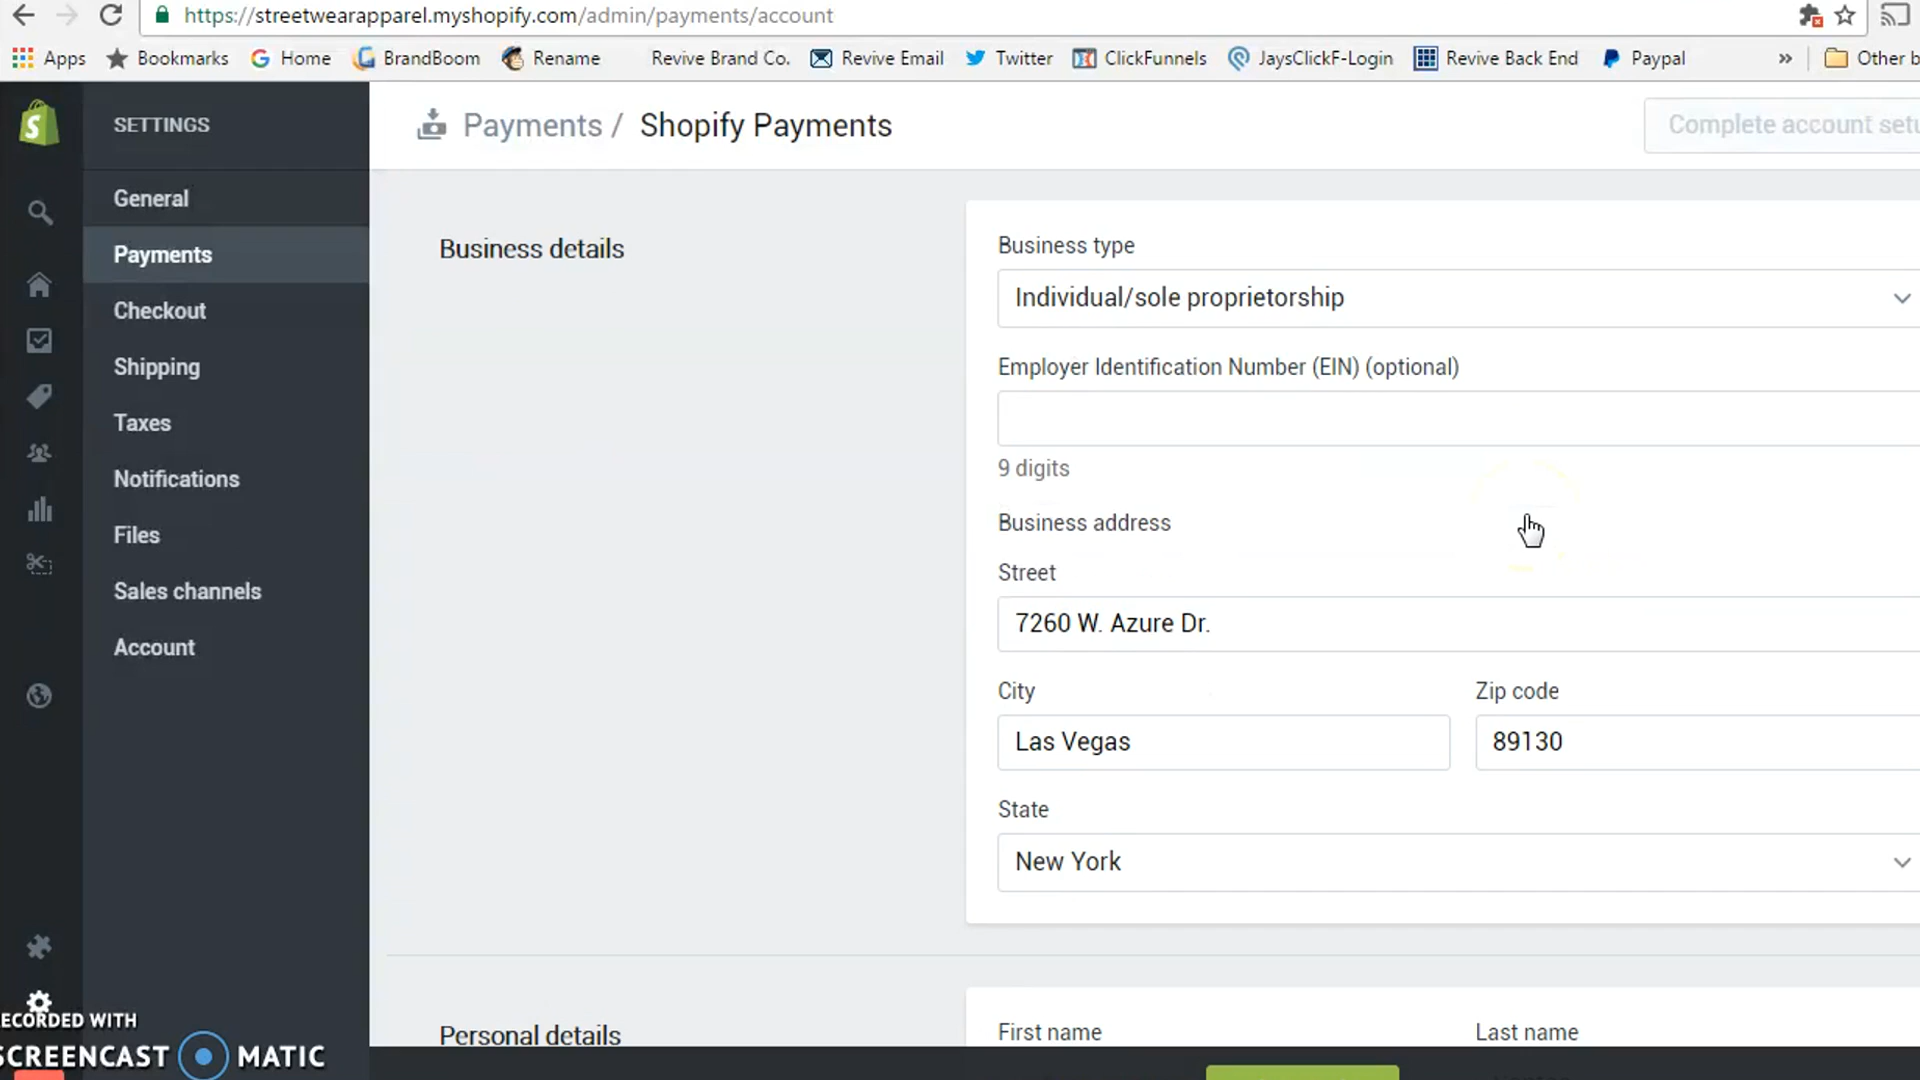 https://streetwearapparel.myshopify.com/admin/payments/account
Apps Bookmarks Home BrandBoom Rename Revive Brand Co. Revive Email Twitter ClickFunnels JaysClickF-Login Revive Back End Paypal » Other b
SETTINGS
General
Payments
Checkout
Shipping
Taxes
Notifications
Files
Sales channels
Account
Payments / Shopify Payments
Complete account setu
Business details
Business type
Individual/sole proprietorship
Employer Identification Number (EIN) (optional)
9 digits
Business address
Street
7260 W. Azure Dr.
City Zip code
Las Vegas 89130
State
New York
Personal details
First name Last name
ECORDED WITH
SCREENCAST MATIC